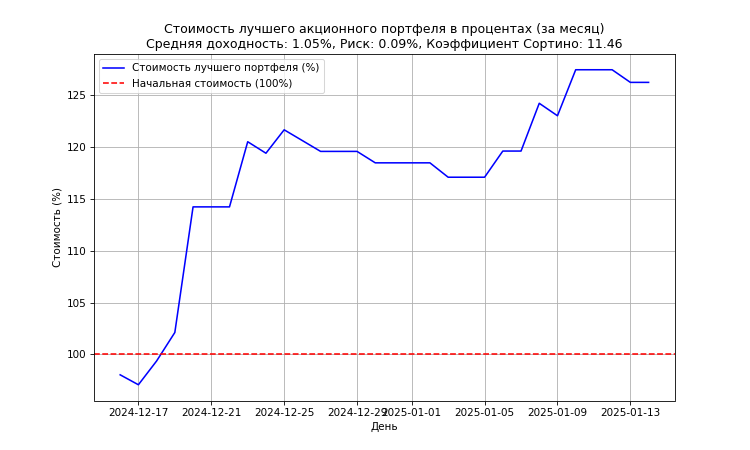 Стоимость лучшего акционного портфеля в процентах (за месяц)
Средняя доходность: 1.05%, Риск: 0.09%, Коэффициент Сортино: 11.46
Стоимость лучшего портфеля (%)
Начальная стоимость (100%)
Стоимость (%)
125
120
115
110
105
100
2024-12-17 2024-12-21 2024-12-25 2024-12-29 2025-01-01 2025-01-05 2025-01-09 2025-01-13
День